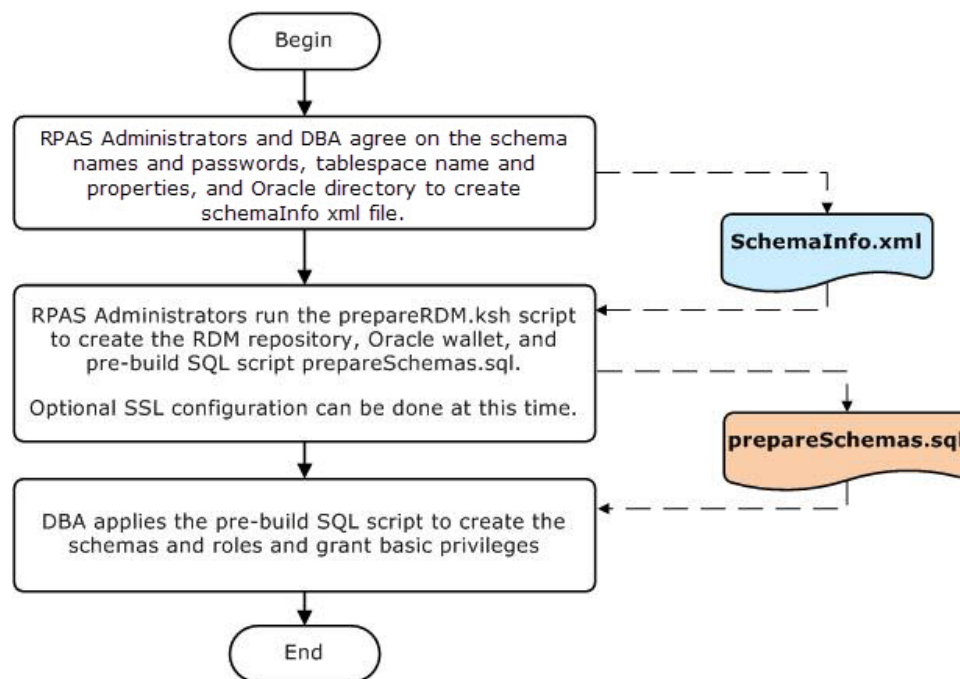 Begin
RPAS Administrators and DBA agree on the schema
names and passwords, tablespace name and
properties, and Oracle directory to create
schemaInfo xml file.
SchemaInfo.xml
RPAS Administrators run the prepareRDM.ksh script
to create the RDM repository, Oracle wallet, and
pre-build SQL script prepareSchemas.sql.
Optional SSL configuration can be done at this time.
prepareSchemas.sql
DBA applies the pre-build SQL script to create the
schemas and roles and grant basic privileges
End